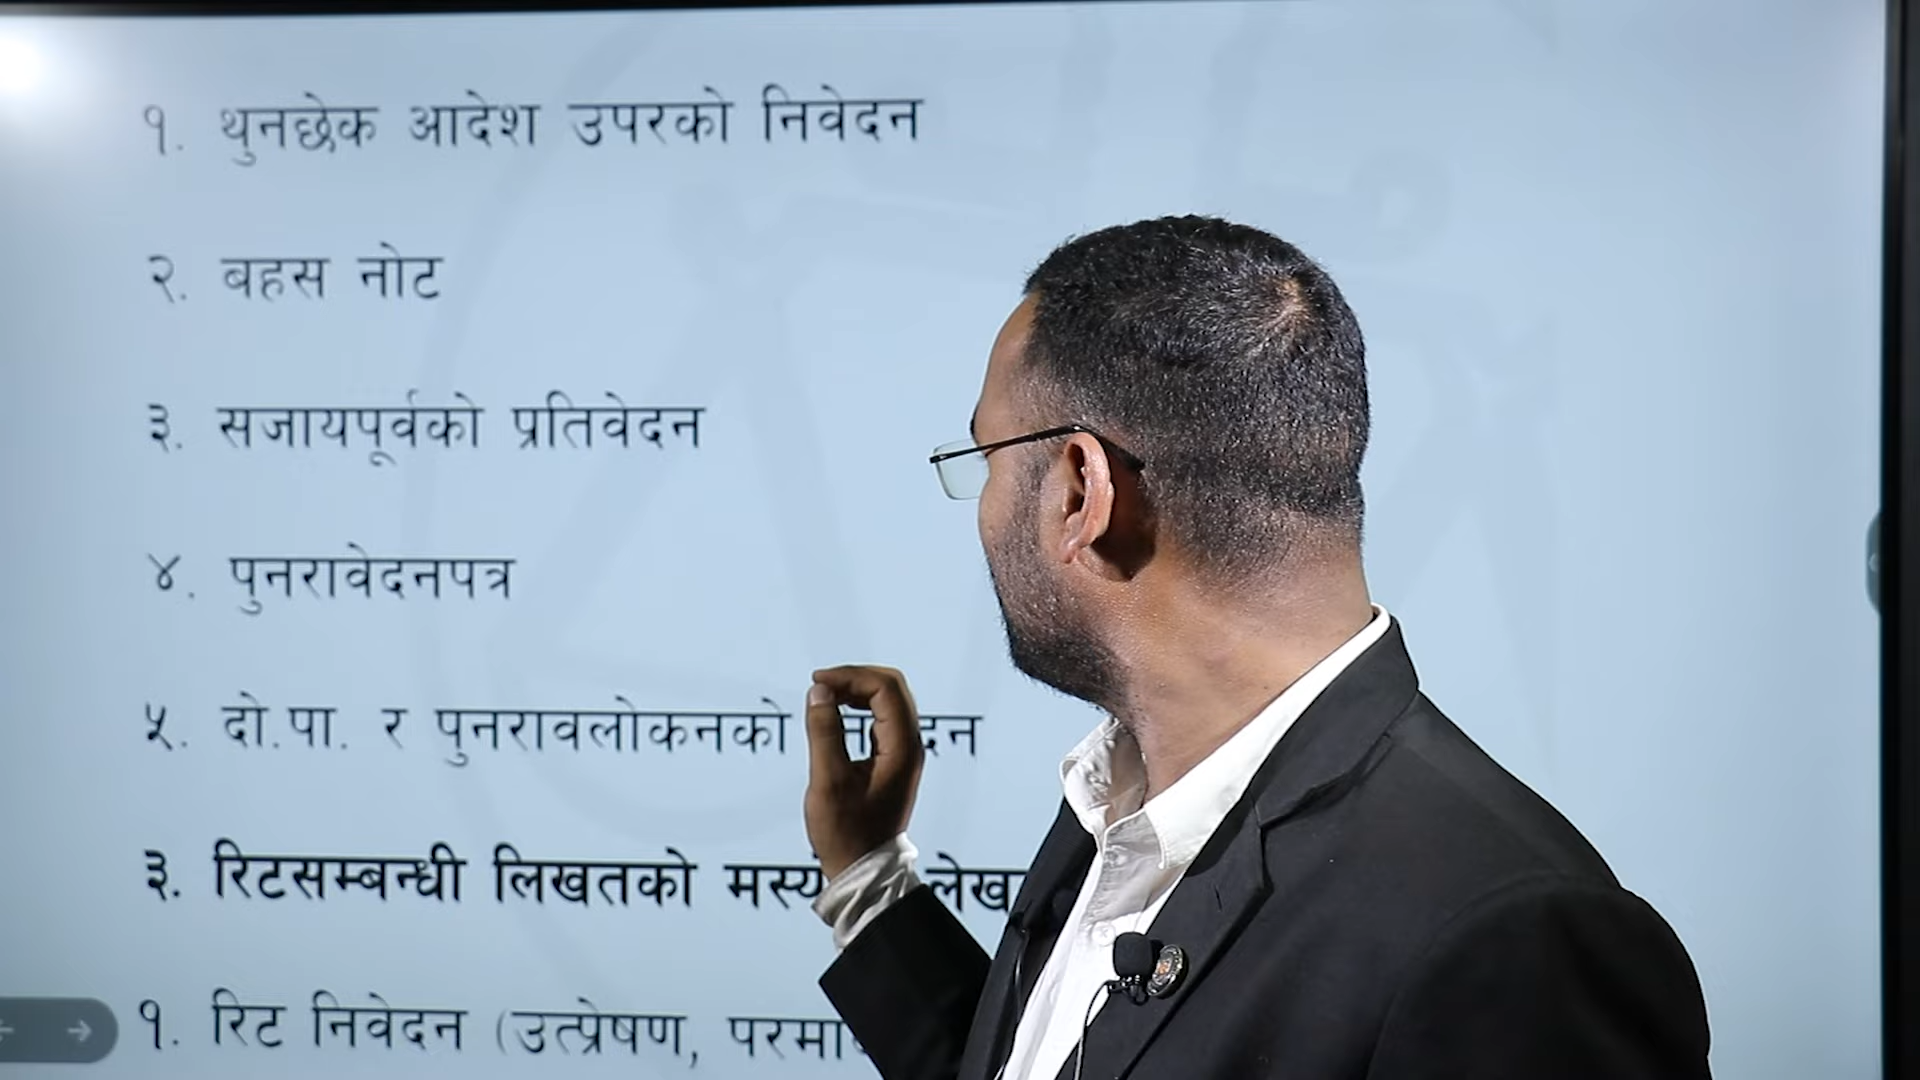 १. थुनछेक आदेश उपरको निवेदन
२. बहस नोट
३. सजायपूर्वको प्रतिवेदन
४. पुनरावेदनपत्र
५. दो.पा. र पुनरावलोकनको
३. रिटसम्बन्धी लिखतको
१. रिट निवेदन (उत्प्रेषण,